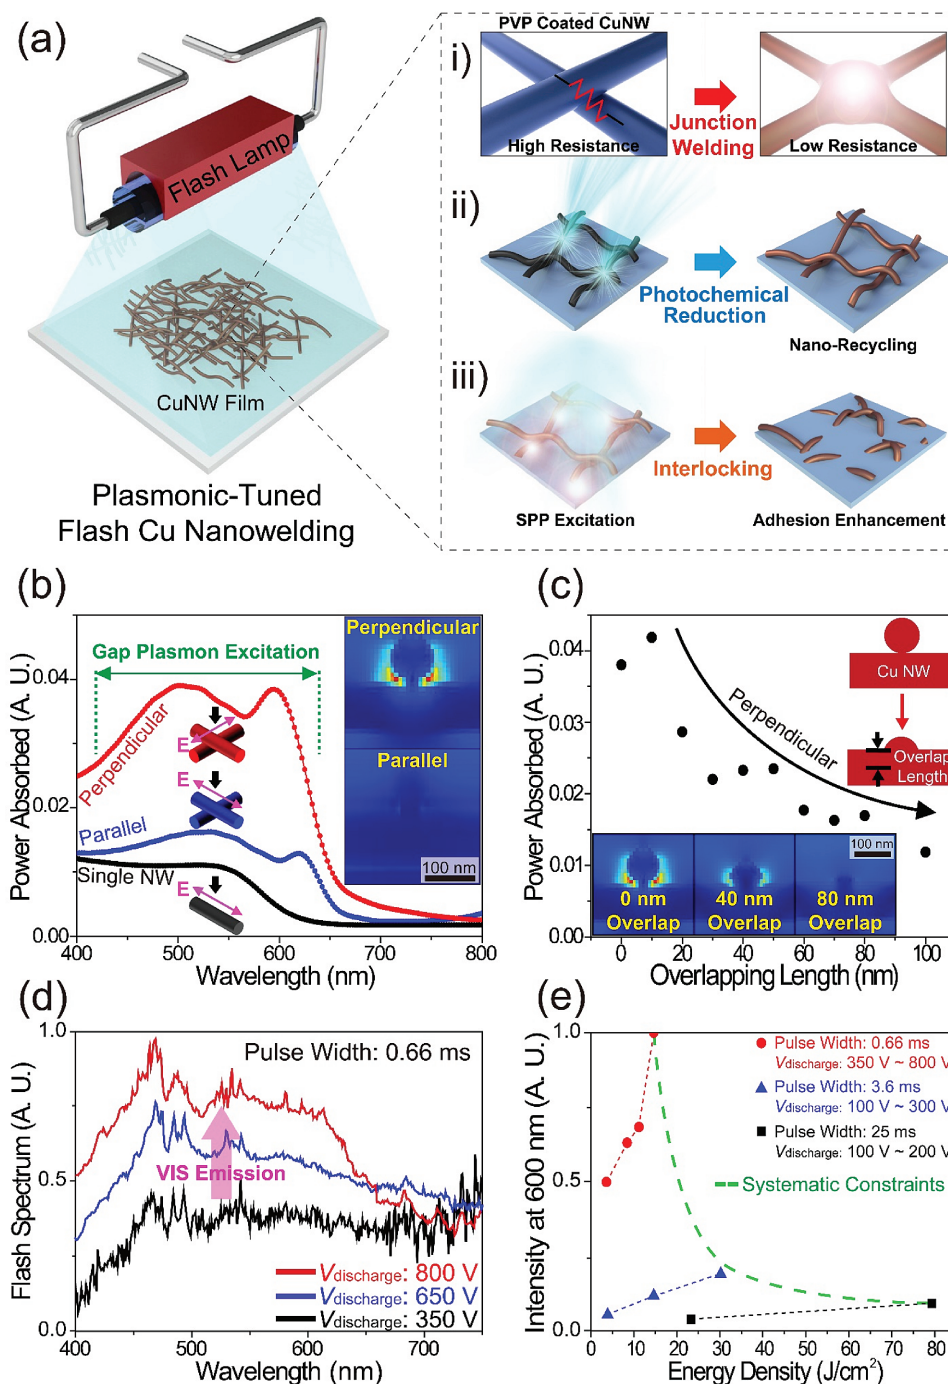 (a)
Flash Lamp
CuNW Film
Plasmonic-Tuned
Flash Cu Nanowelding
PVP Coated CuNW
i)
High Resistance
Junction
Welding
Low Resistance
ii)
Photochemical
Reduction
Nano-Recycling
iii)
SPP Excitation
Interlocking
Adhesion Enhancement
(b)
Power Absorbed (A. U.)
0.04
0.02
0.00
Gap Plasmon Excitation
Perpendicular
E
Parallel
E
Single NW
E
Perpendicular
Parallel
100 nm
400 500 600 700 800
Wavelength (nm)
(c)
Power Absorbed (A. U.)
0.04
0.03
0.02
0.01
0.00
Perpendicular
Cu NW
Overlap
Length
100 nm
0 nm
Overlap
40 nm
Overlap
80 nm
Overlap
0 20 40 60 80 100
Overlapping Length (nm)
(d)
Flash Spectrum (A. U.)
1.0
0.5
0.0
Pulse Width: 0.66 ms
VIS Emission
Vdischarge: 800 V
Vdischarge: 650 V
Vdischarge: 350 V
400 500 600 700
Wavelength (nm)
(e)
Intensity at 600 nm (A. U.)
1.0
0.5
0.0
Pulse Width: 0.66 ms
Vdischarge: 350 V ~ 800 V
Pulse Width: 3.6 ms
Vdischarge: 100 V ~ 300 V
Pulse Width: 25 ms
Vdischarge: 100 V ~ 200 V
Systematic Constraints
0 10 20 30 40 50 60 70 80
Energy Density (J/cm²)